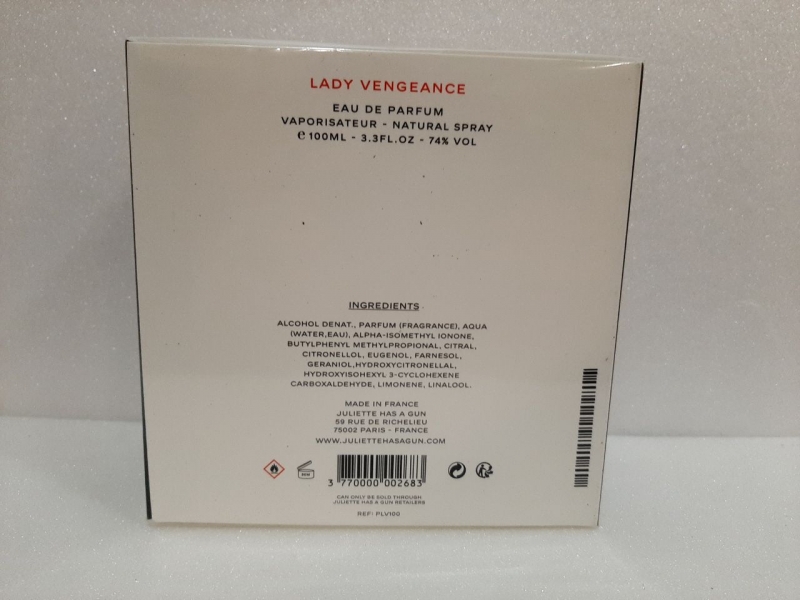 LADY VENGEANCE
EAU DE PARFUM
VAPORISATEUR - NATURAL SPRAY
℮ 100ML - 3.3FL.OZ - 74% VOL
INGREDIENTS
ALCOHOL DENAT., PARFUM (FRAGRANCE), AQUA
(WATER,EAU), ALPHA-ISOMETHYL IONONE,
BUTYLPHENYL METHYLPROPIONAL, CITRAL,
CITRONELLOL, EUGENOL, FARNESOL,
GERANIOL,HYDROXYCITRONELLAL,
HYDROXYISOHEXYL 3-CYCLOHEXENE
CARBOXALDEHYDE, LIMONENE, LINALOOL.
MADE IN FRANCE
JULIETTE HAS A GUN
59 RUE DE RICHELIEU
75002 PARIS - FRANCE
WWW.JULIETTEHASAGUN.COM
3 770000 002683
CAN ONLY BE SOLD THROUGH
JULIETTE HAS A GUN RETAILERS
REF: PLV100